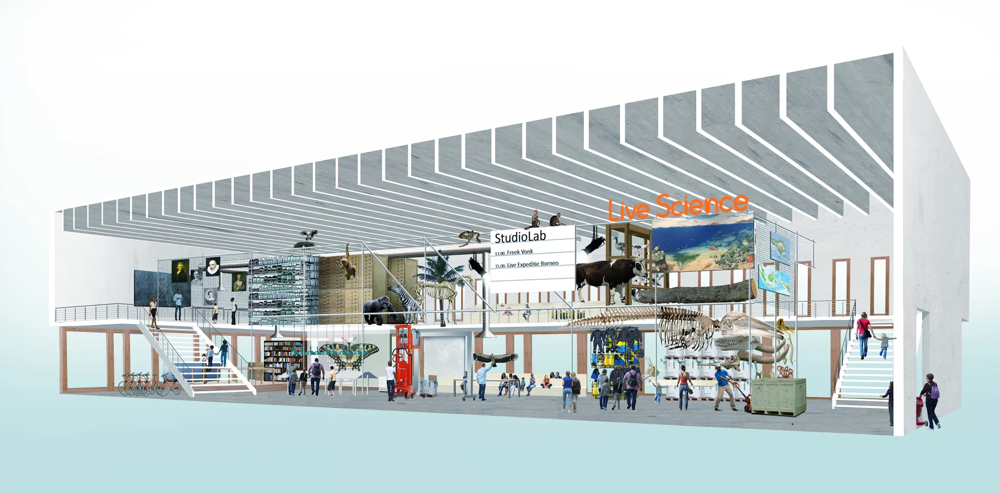 Live Science
StudioLab
13.00: Freek Vonk
15.00: Live Expeditie Borneo